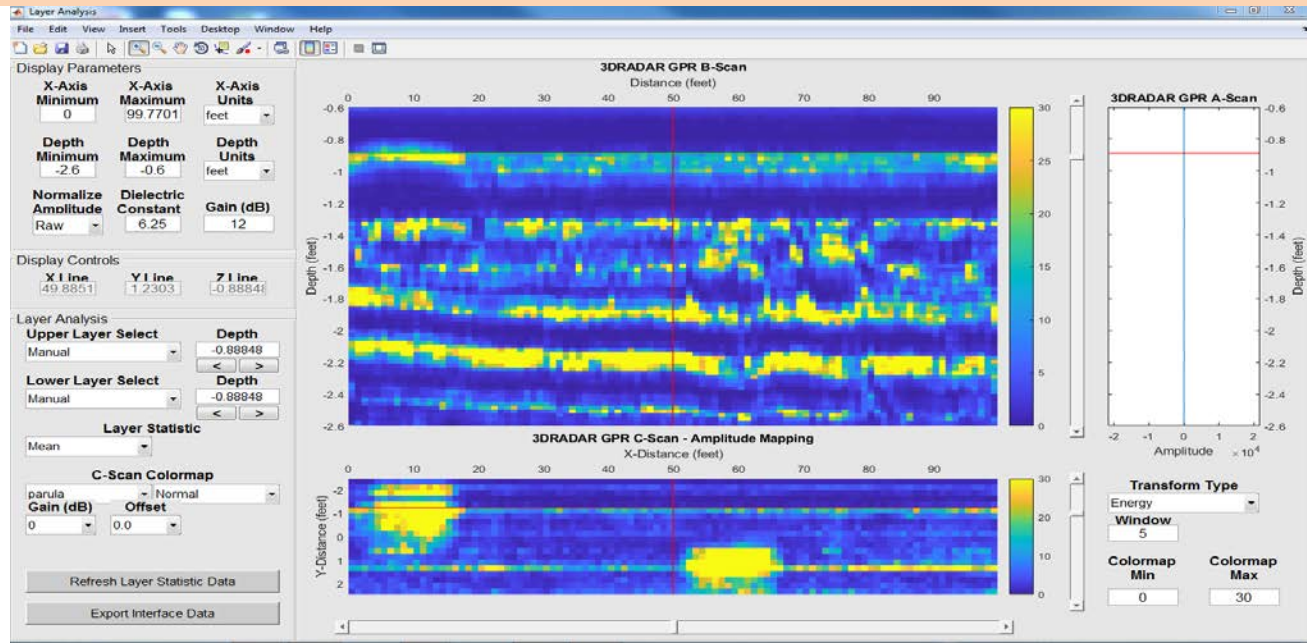 Layer Analysis
File Edit View Insert Tools Desktop Window Help
Display Parameters
X-Axis Minimum X-Axis Maximum X-Axis Units
0 99.7701 feet
Depth Minimum Depth Maximum Depth Units
-2.6 -0.6 feet
Normalize Amplitude Dielectric Constant Gain (dB)
Raw 6.25 12
Display Controls
X Line Y Line Z Line
49.8851 1.2303 -0.88848
Layer Analysis
Upper Layer Select Depth
Manual -0.88848
< >
Lower Layer Select Depth
Manual -0.88848
< >
Layer Statistic
Mean
C-Scan Colormap
parula Normal
Gain (dB) Offset
0 0.0
Refresh Layer Statistic Data
Export Interface Data
3DRADAR GPR B-Scan
Distance (feet)
0 10 20 30 40 50 60 70 80 90
Depth (feet)
-0.6
-0.8
-1
-1.2
-1.4
-1.6
-1.8
-2
-2.2
-2.4
-2.6
30
25
20
15
10
5
0
3DRADAR GPR A-Scan
-0.6
-0.8
-1
-1.2
-1.4
-1.6
-1.8
-2
-2.2
-2.4
-2.6
Depth (feet)
-2 -1 0 1 2
Amplitude × 10⁴
3DRADAR GPR C-Scan - Amplitude Mapping
X-Distance (feet)
0 10 20 30 40 50 60 70 80 90
Y-Distance (feet)
-2
-1
0
1
2
30
20
10
0
Transform Type
Energy
Window
5
Colormap Min Colormap Max
0 30